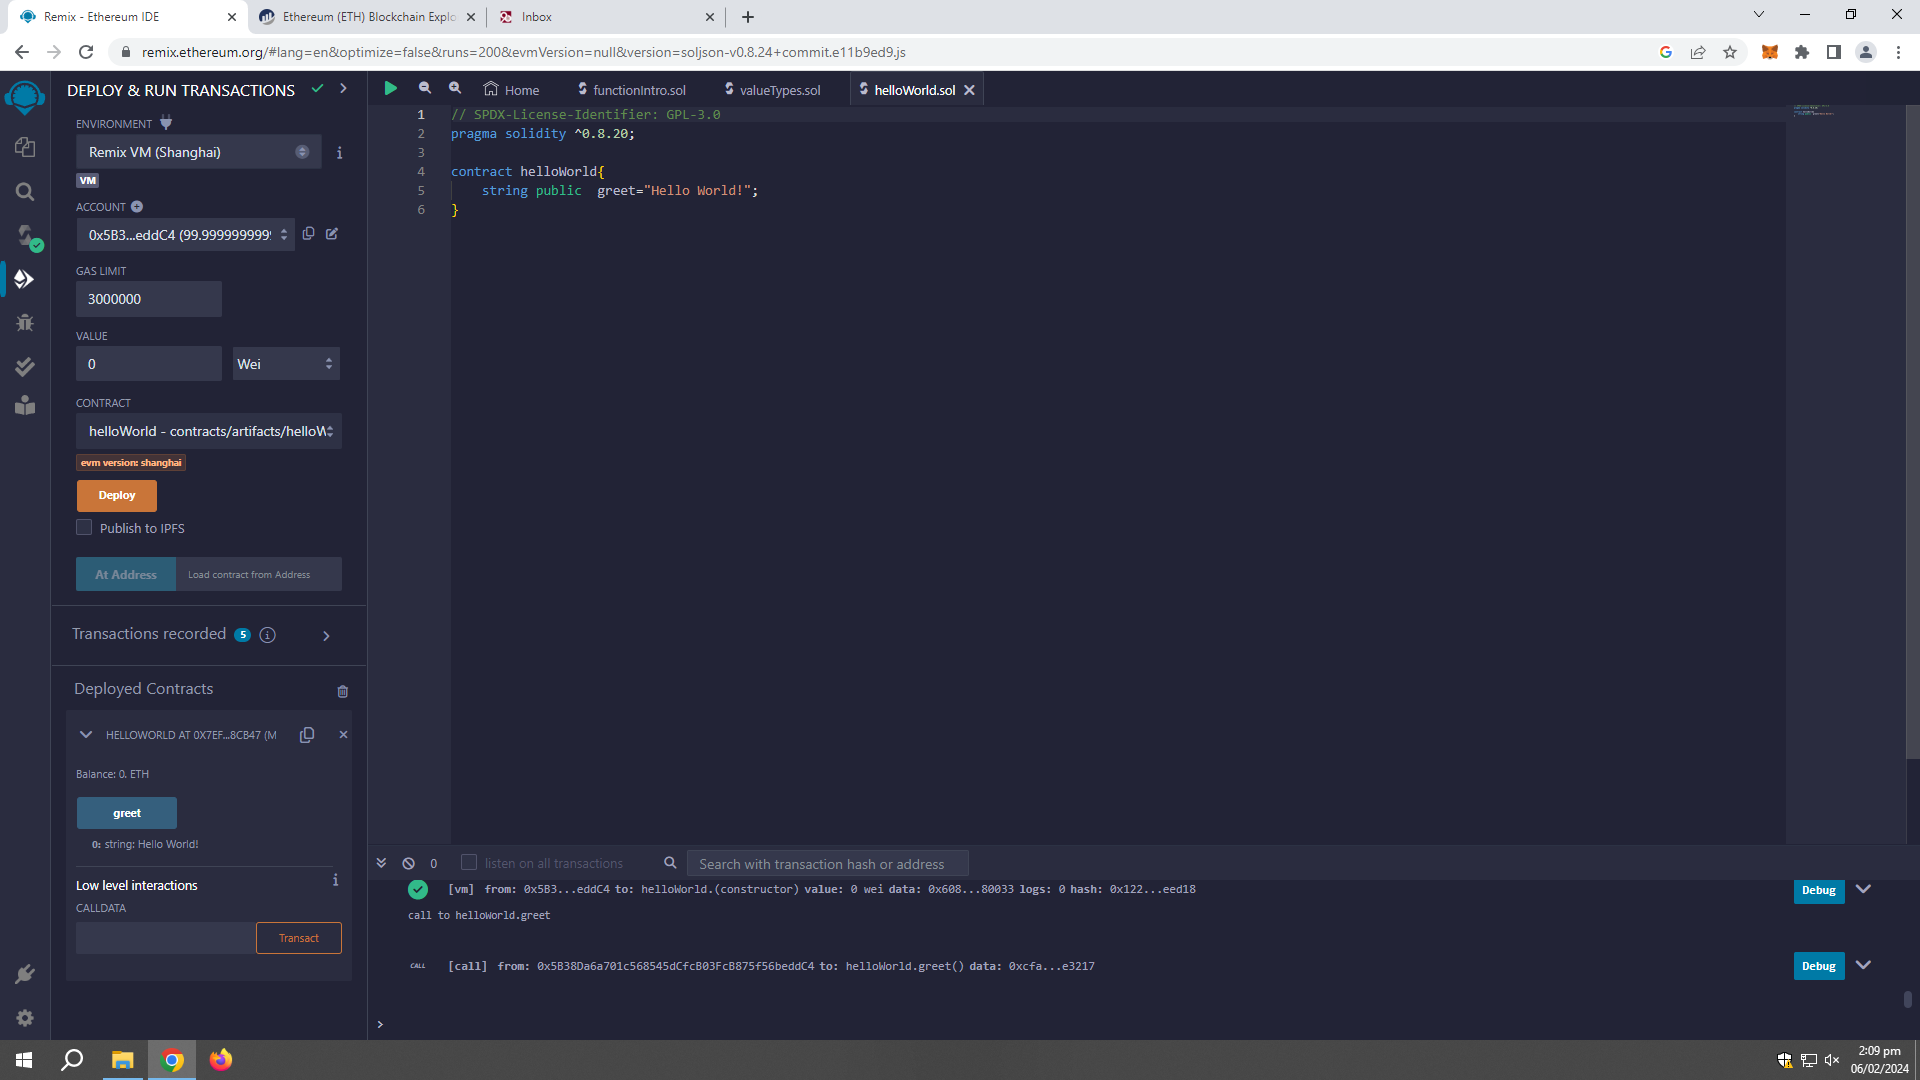 Remix - Ethereum IDE
Ethereum (ETH) Blockchain Explo
Inbox
remix.ethereum.org/#lang=en&optimize=false&runs=200&evmVersion=null&version=soljson-v0.8.24+commit.e11b9ed9.js
DEPLOY & RUN TRANSACTIONS
ENVIRONMENT
Remix VM (Shanghai)
VM
ACCOUNT
0x5B3...eddC4 (99.9999999999
GAS LIMIT
3000000
VALUE
0
Wei
CONTRACT
helloWorld - contracts/artifacts/helloW
evm version: shanghai
Deploy
Publish to IPFS
At Address
Load contract from Address
Transactions recorded 5
Deployed Contracts
HELLOWORLD AT 0X7EF...8CB47 (M
Balance: 0. ETH
greet
0: string: Hello World!
Low level interactions
CALLDATA
Transact
Home
functionIntro.sol
valueTypes.sol
helloWorld.sol
1 // SPDX-License-Identifier: GPL-3.0
2 pragma solidity ^0.8.20;
3
4 contract helloWorld{
5 string public  greet="Hello World!";
6 }
0
listen on all transactions
Search with transaction hash or address
[vm] from: 0x5B3...eddC4 to: helloWorld.(constructor) value: 0 wei data: 0x608...80033 logs: 0 hash: 0x122...eed18
Debug
call to helloWorld.greet
CALL
[call] from: 0x5B38Da6a701c568545dCfcB03FcB875f56beddC4 to: helloWorld.greet() data: 0xcfa...e3217
Debug
>
2:09 pm
06/02/2024